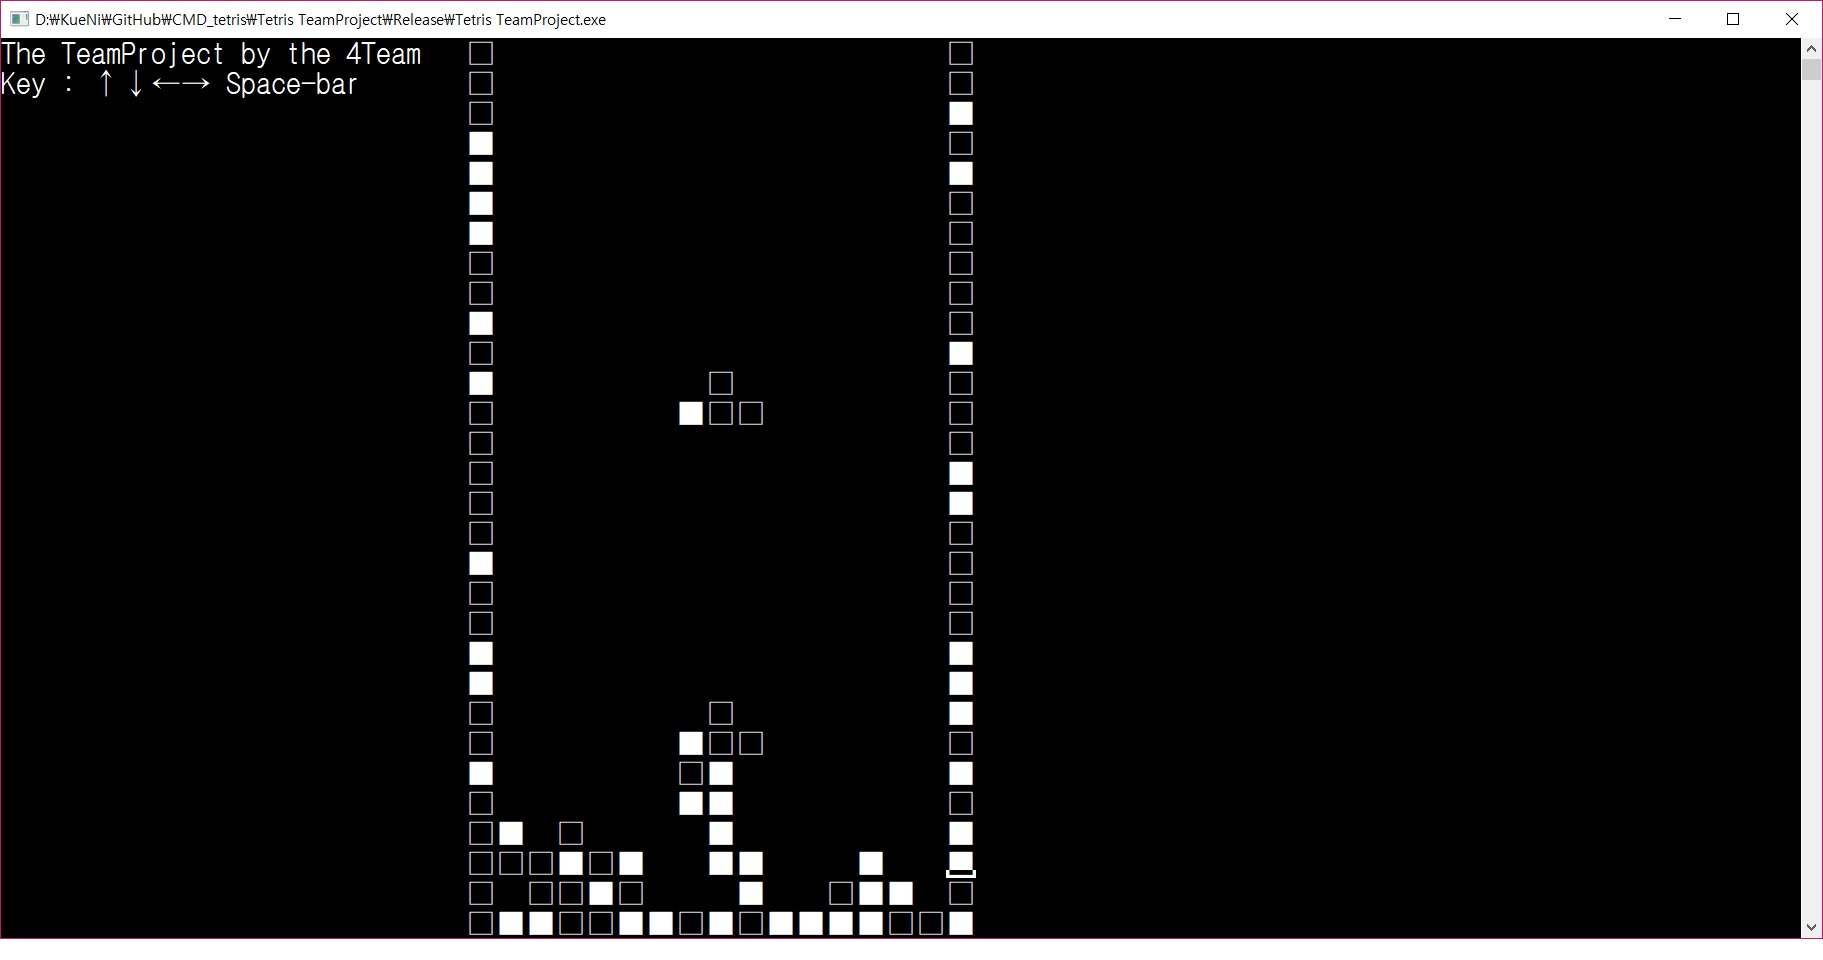 D:₩KueNi₩GitHub₩CMD_tetris₩Tetris TeamProject₩Release₩Tetris TeamProject.exe
The TeamProject by the 4Team
Key : ↑↓←→ Space-bar